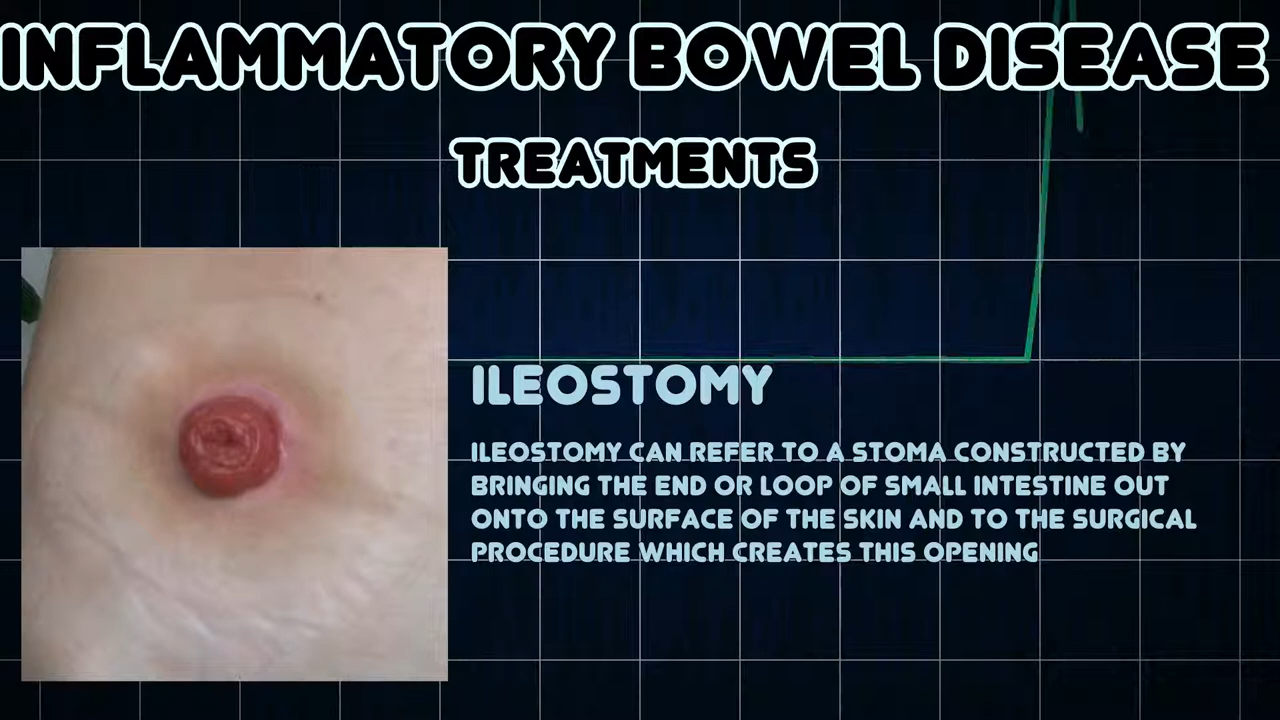 INFLAMMATORY BOWEL DISEASE
TREATMENTS
ILEOSTOMY
ILEOSTOMY CAN REFER TO A STOMA CONSTRUCTED BY
BRINGING THE END OR LOOP OF SMALL INTESTINE OUT
ONTO THE SURFACE OF THE SKIN AND TO THE SURGICAL
PROCEDURE WHICH CREATES THIS OPENING